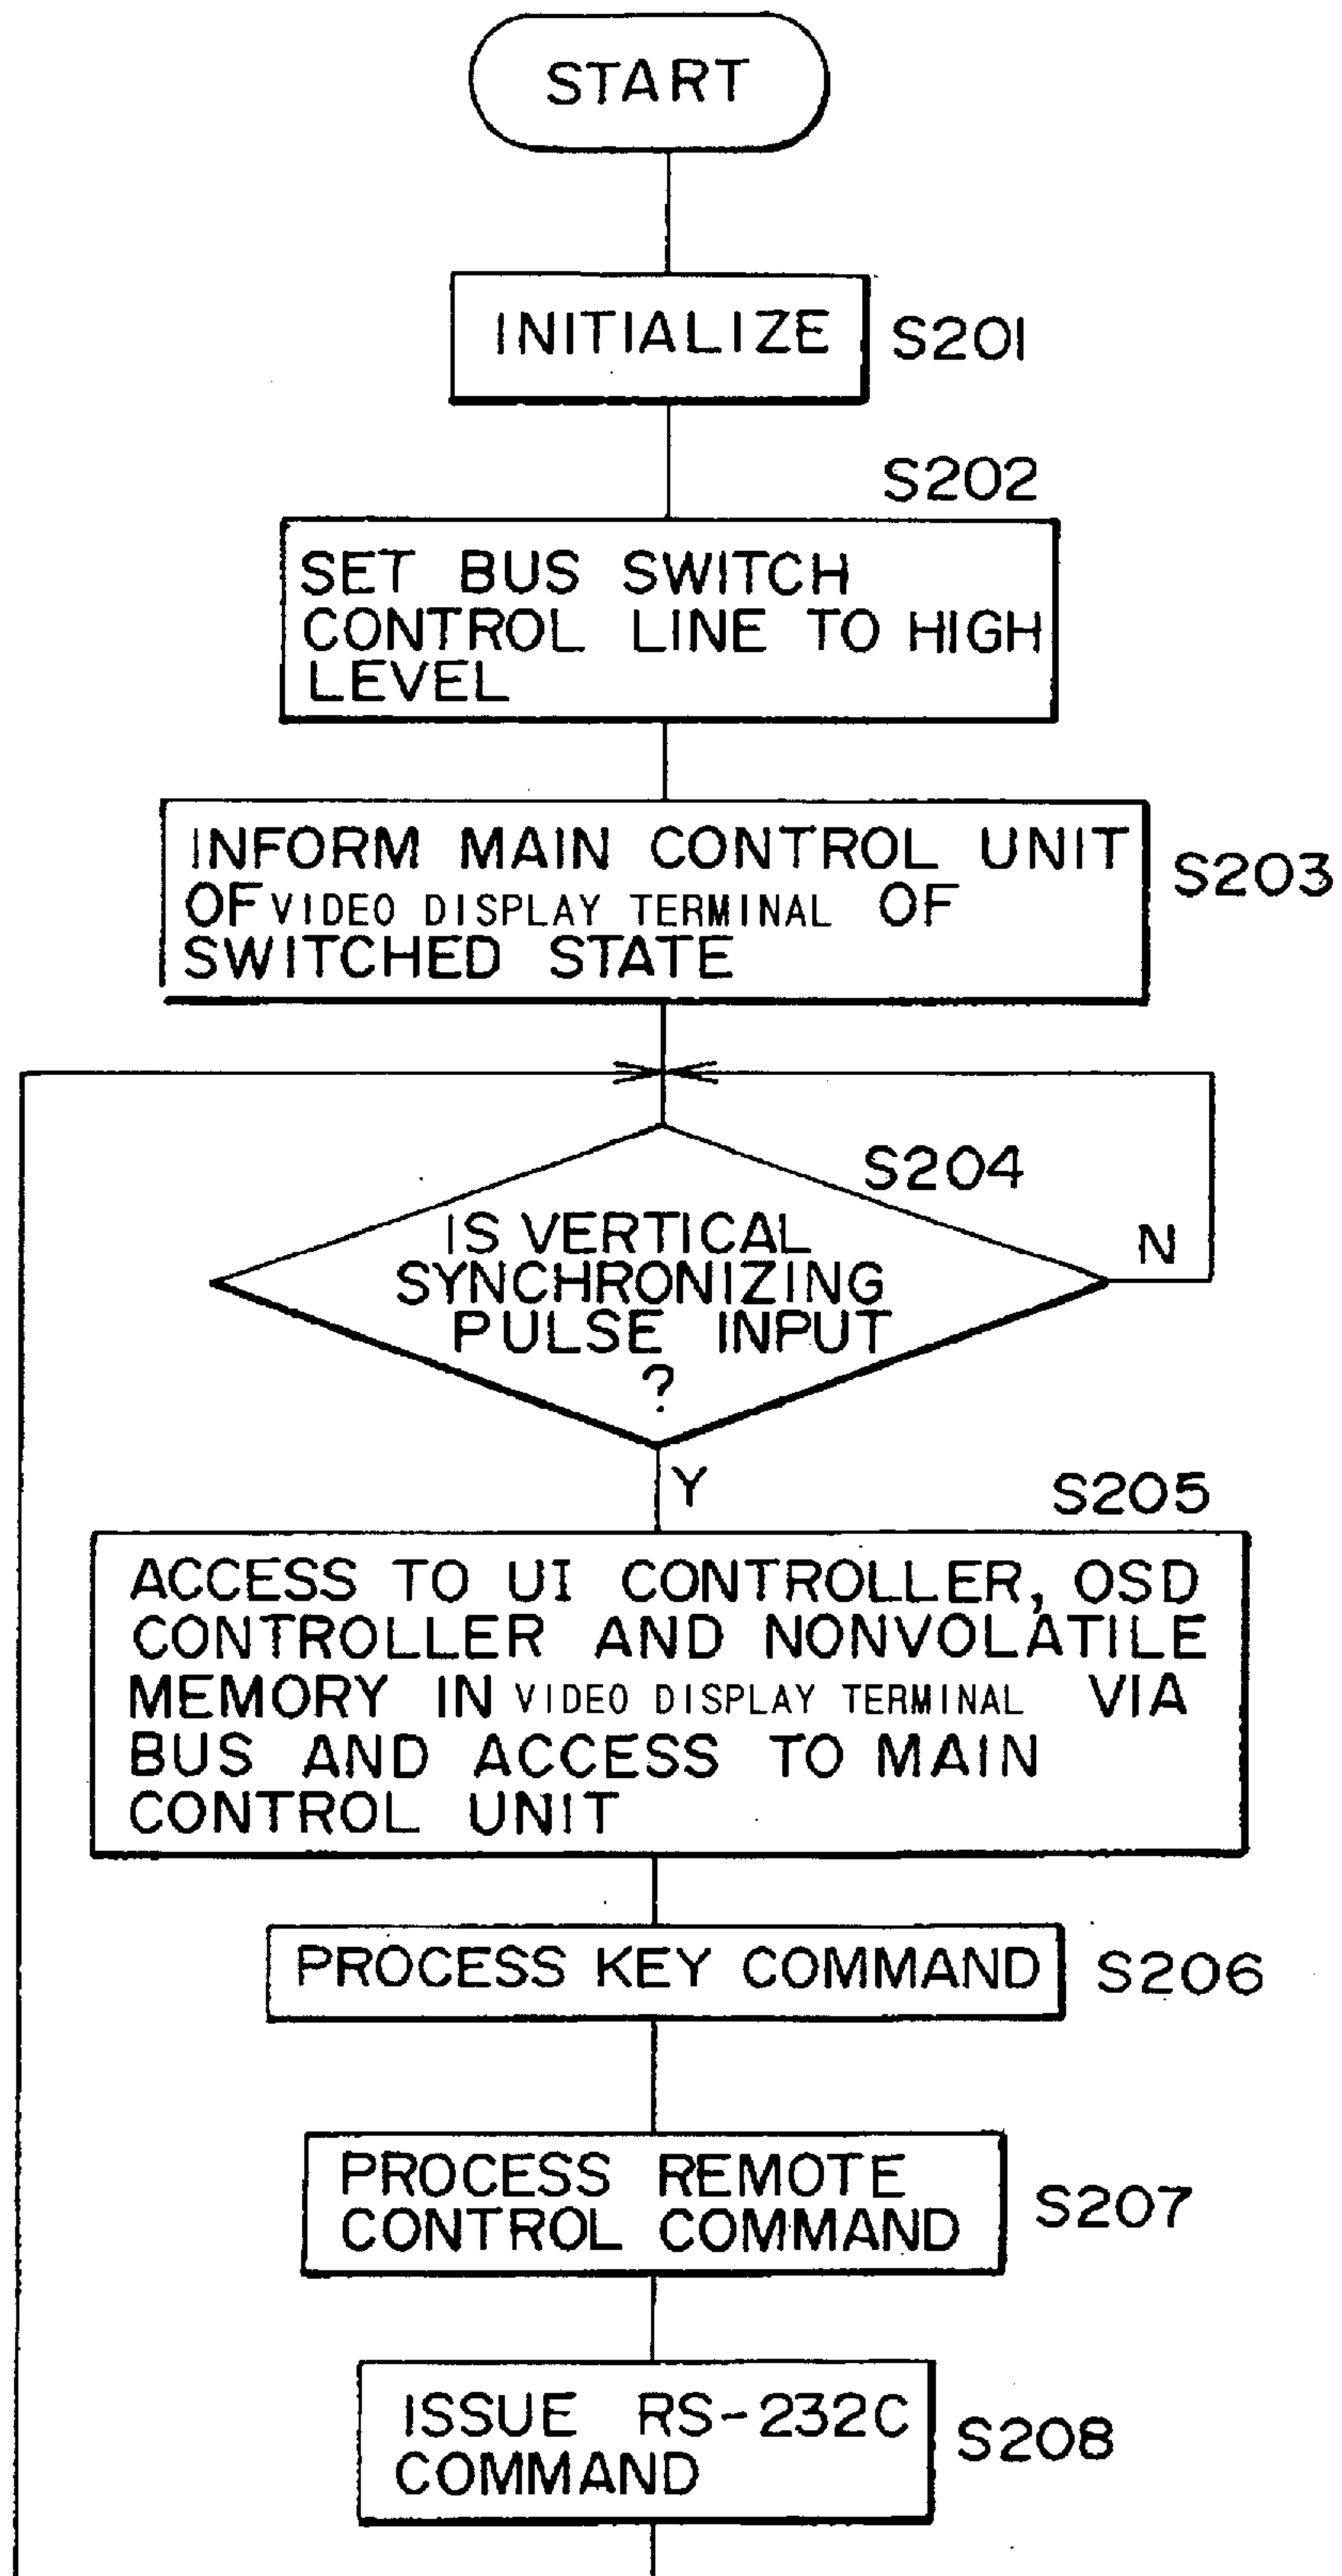 START
INITIALIZE
S201
S202
SET BUS SWITCH
CONTROL LINE TO HIGH
LEVEL
INFORM MAIN CONTROL UNIT
OF VIDEO DISPLAY TERMINAL OF
SWITCHED STATE
S203
S204
IS VERTICAL
SYNCHRONIZING
PULSE INPUT
?
N
Y
S205
ACCESS TO UI CONTROLLER, OSD
CONTROLLER AND NONVOLATILE
MEMORY IN VIDEO DISPLAY TERMINAL VIA
BUS AND ACCESS TO MAIN
CONTROL UNIT
PROCESS KEY COMMAND
S206
PROCESS REMOTE
CONTROL COMMAND
S207
ISSUE RS-232C
COMMAND
S208